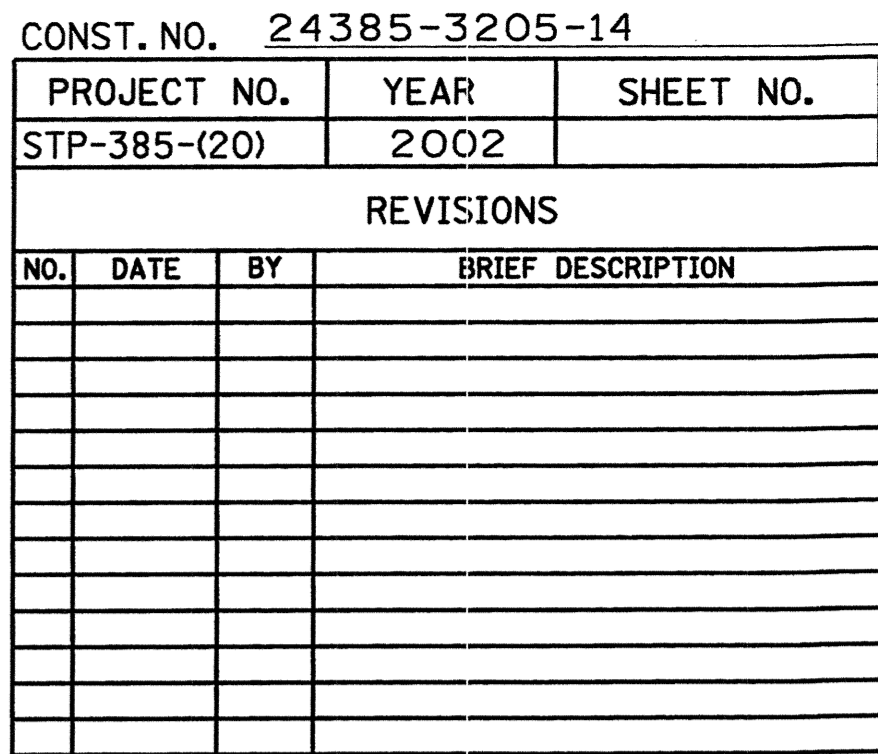 CONST. NO. 24385-3205-14
PROJECT NO. YEAR SHEET NO.
STP-385-(20) 2002
REVISIONS
NO. DATE BY BRIEF DESCRIPTION